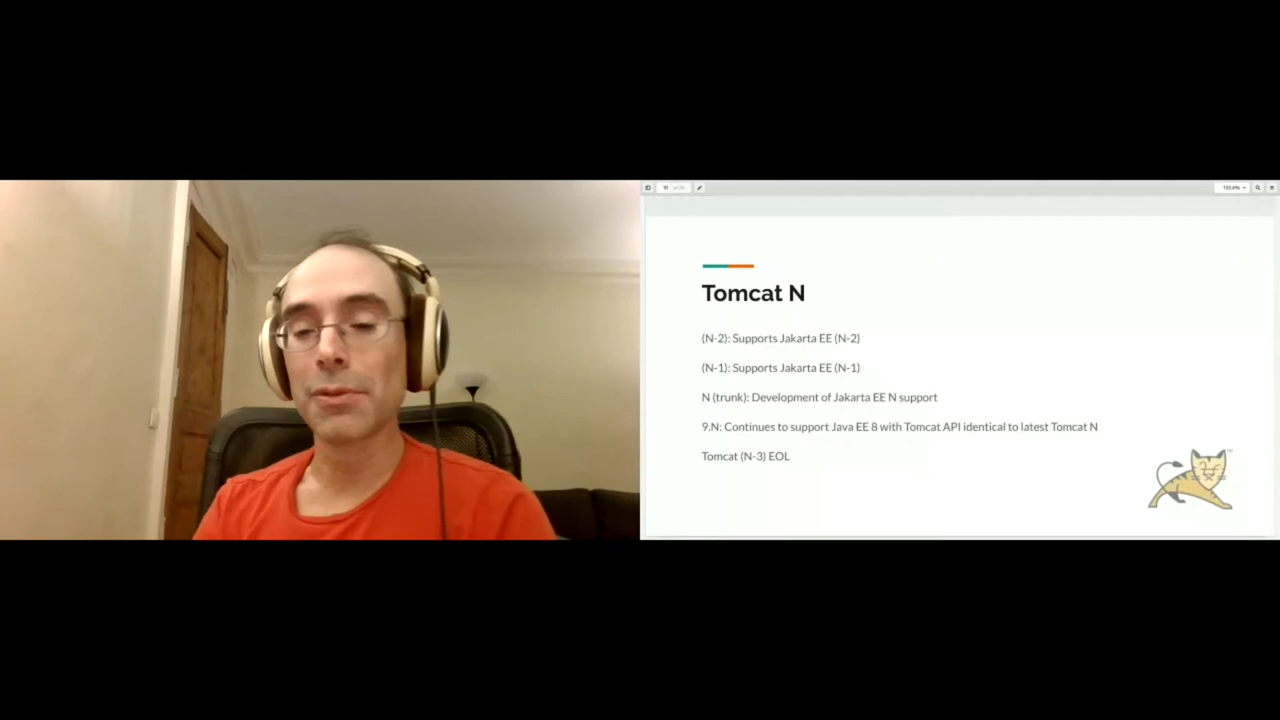 Tomcat N
(N-2): Supports Jakarta EE (N-2)
(N-1): Supports Jakarta EE (N-1)
N (trunk): Development of Jakarta EE N support
9.N: Continues to support Java EE 8 with Tomcat API identical to latest Tomcat N
Tomcat (N-3) EOL